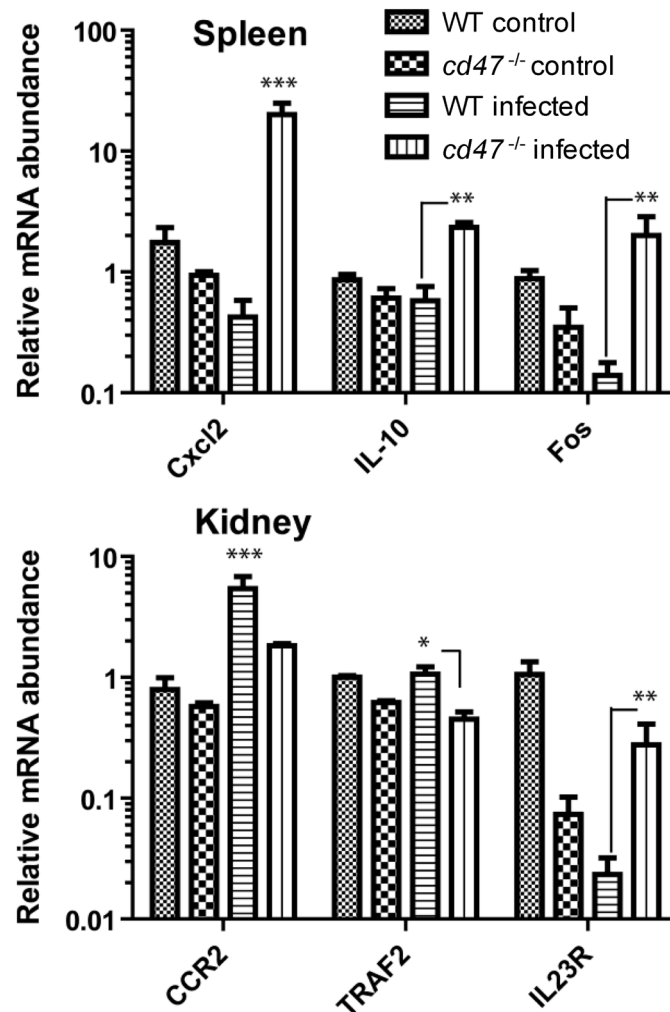 Spleen
WT control
cd47 -/- control
WT infected
cd47 -/- infected
Relative mRNA abundance
100
10
1
0.1
***
**
**
Cxcl2
IL-10
Fos
Kidney
Relative mRNA abundance
10
1
0.1
0.01
***
*
**
CCR2
TRAF2
IL23R